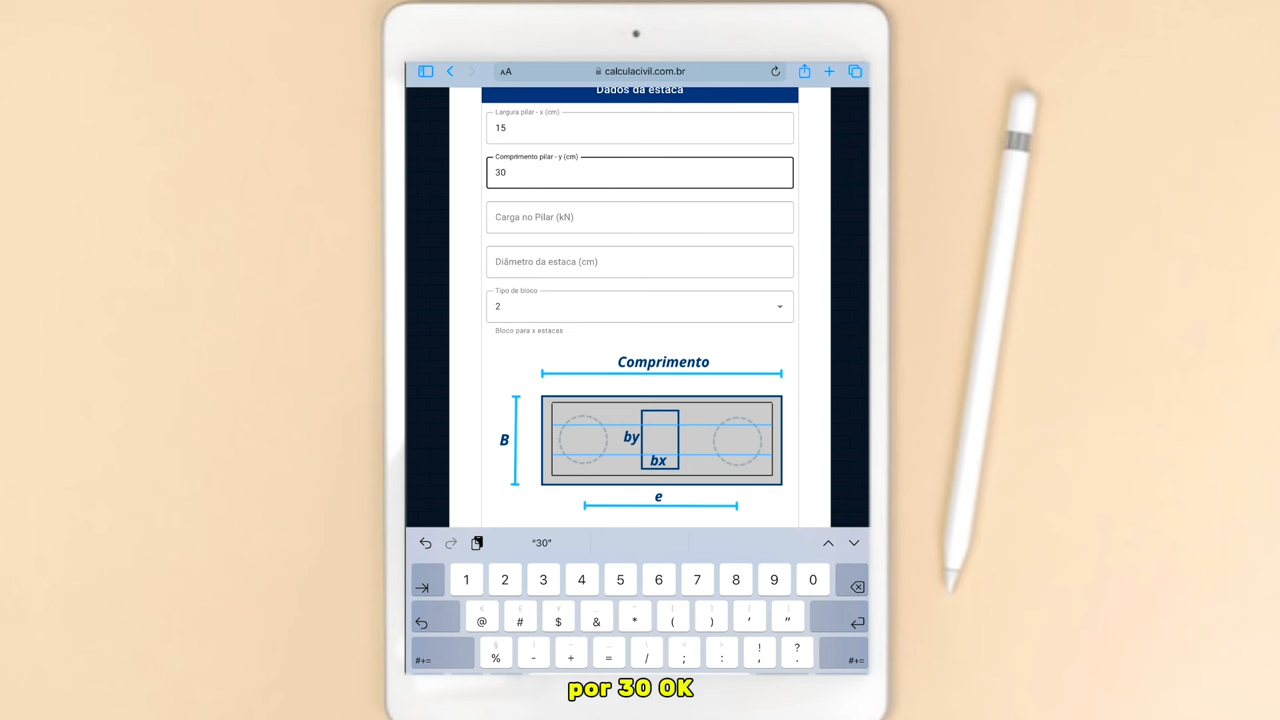 AA
calculacivil.com.br
Dados da estaca
Largura pilar - x (cm)
15
Comprimento pilar - y (cm)
30
Carga no Pilar (kN)
Diâmetro da estaca (cm)
Tipo de bloco
2
Bloco para x estacas
Comprimento
B
by
bx
e
"30"
1 2 3 4 5 6 7 8 9 0
€ £ ¥ _ ^ [ ] { }
@ # $ & * ( ) ' "
§ | ~ … \ < > ! ?
% - + = / ; : , .
#+= #+=
por 30 OK